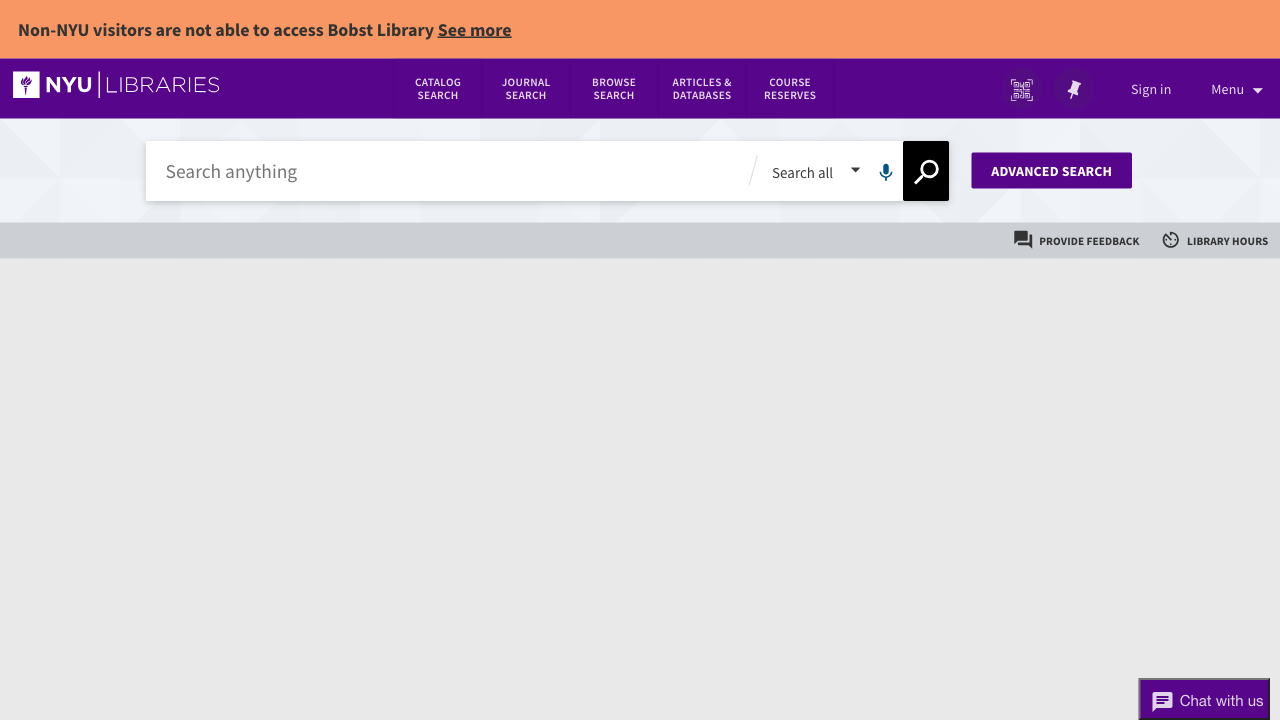 Non-NYU visitors are not able to access Bobst Library See more
NYU LIBRARIES
CATALOG
SEARCH
JOURNAL
SEARCH
BROWSE
SEARCH
ARTICLES &
DATABASES
COURSE
RESERVES
Sign in
Menu
Search anything
Search all
ADVANCED SEARCH
PROVIDE FEEDBACK
LIBRARY HOURS
Chat with us